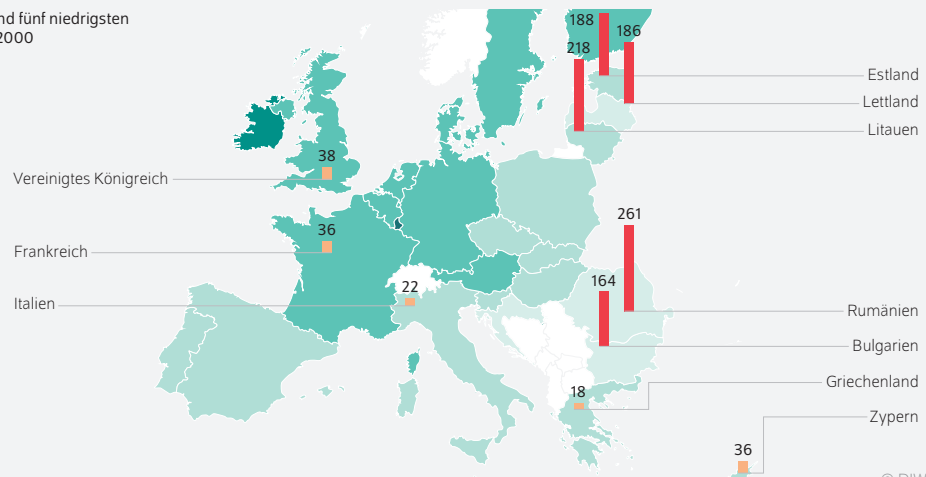 nd fünf niedrigsten
2000
188
186
218
Estland
Lettland
Litauen
38
Vereinigtes Königreich
261
36
Frankreich
164
22
Italien
Rumänien
Bulgarien
Griechenland
18
Zypern
36